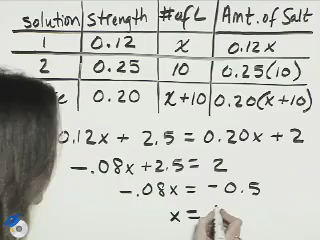 solution strength # of L Amt. of Salt
1 0.12 x 0.12x
2 0.25 10 0.25(10)
0.20 x+10 0.20(x+10)
0.12x + 2.5 = 0.20x + 2
-.08x + 2.5 = 2
-.08x = -0.5
x =